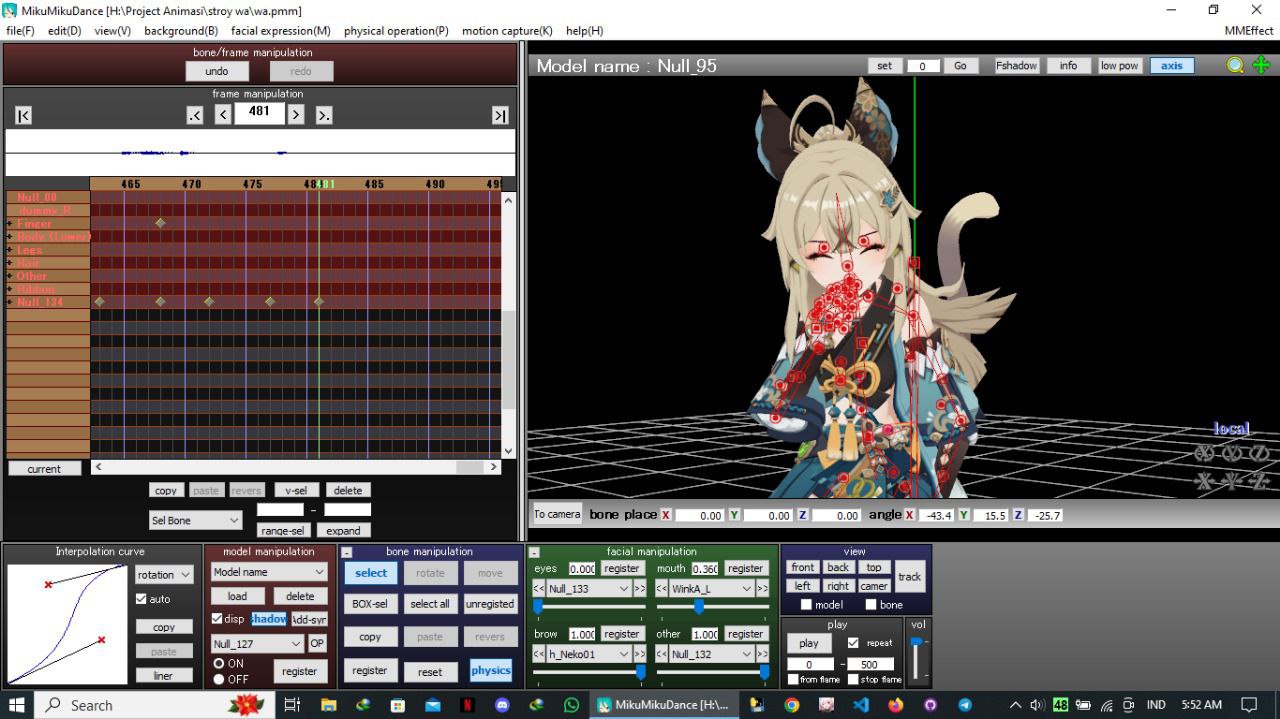 MikuMikuDance [H:\Project Animasi\stroy wa\wa.pmm]
file(F) edit(D) view(V) background(B) facial expression(M) physical operation(P) motion capture(K) help(H) MMEffect
bone/frame manipulation
undo redo
frame manipulation
|< .< < 481 > >. >|
465 470 475 481 485 490
Null_00
dummy_R
+ Finger
+ Body (Lower)
+ Legs
+ Hair
+ Other
+ Ribbon
+ Null_134
current < >
copy paste revers v-sel delete
Sel Bone -
range-sel expand
Model name : Null_95
set 0 Go Fshadow info low pow axis
local
X Y Z
X Y Z
To camera bone place X 0.00 Y 0.00 Z 0.00 angle X -43.4 Y 15.5 Z -25.7
Interpolation curve
rotation
auto
copy
paste
liner
model manipulation
Model name
load delete
disp shadow Add-syn
Null_127 OP
ON
OFF
register
- bone manipulation
select rotate move
BOX-sel select all unregisted
copy paste revers
register reset physics
- facial manipulation
eyes 0.000 register mouth 0.360 register
<< Null_133 >> << WinkA_L >>
brow 1.000 register other 1.000 register
<< h_Neko01 >> << Null_132 >>
view
front back top
left right camer
track
model bone
play
play repeat
0 - 500
from flame stop flame
vol
Search
MikuMikuDance [H:\...
48 IND 5:52 AM